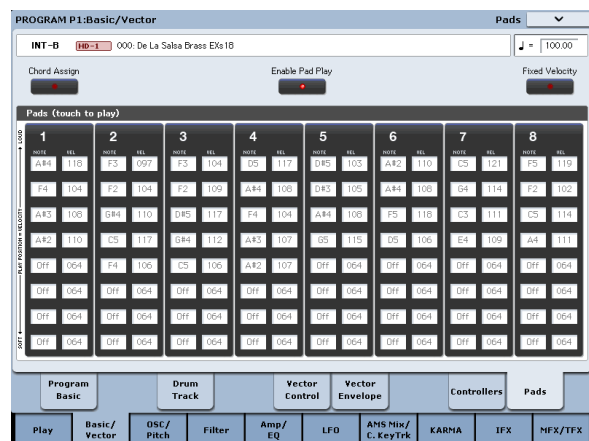 PROGRAM P1:Basic/Vector Pads
INT-B HD-1 000: De La Salsa Brass EXs18 ♩ = 100.00
Chord Assign Enable Pad Play Fixed Velocity
Pads (touch to play)
SOFT ← PLAY POSITION = VELOCITY → LOUD
1 2 3 4 5 6 7 8
NOTE VEL NOTE VEL NOTE VEL NOTE VEL NOTE VEL NOTE VEL NOTE VEL NOTE VEL
A#4 118 F3 097 F3 104 D5 117 D#5 103 A#2 110 C5 121 F5 119
F4 104 F2 104 F2 109 A#4 108 D#3 105 A#4 108 G4 114 F2 102
A#3 108 G#4 110 D#5 117 F4 104 A#4 108 F5 118 C3 111 C5 114
A#2 110 C5 117 G#4 112 A#3 107 G5 115 D5 106 E4 109 A4 111
Off 064 F4 106 C5 106 A#2 107 Off 064 Off 064 Off 064 Off 064
Off 064 Off 064 Off 064 Off 064 Off 064 Off 064 Off 064 Off 064
Off 064 Off 064 Off 064 Off 064 Off 064 Off 064 Off 064 Off 064
Off 064 Off 064 Off 064 Off 064 Off 064 Off 064 Off 064 Off 064
Program Basic Drum Track Vector Control Vector Envelope Controllers Pads
Play Basic/Vector OSC/Pitch Filter Amp/EQ LFO AMS Mix/C.KeyTrk KARMA IFX MFX/TFX